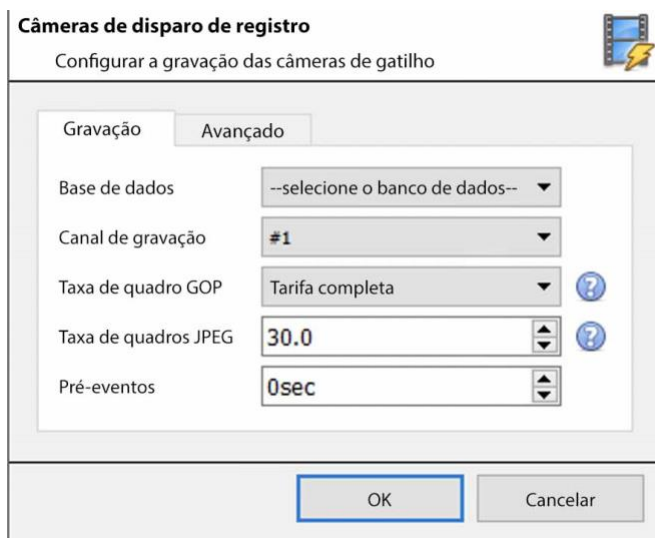 Câmeras de disparo de registro
Configurar a gravação das câmeras de gatilho
Gravação Avançado
Base de dados --selecione o banco de dados--
Canal de gravação #1
Taxa de quadro GOP Tarifa completa ?
Taxa de quadros JPEG 30.0 ?
Pré-eventos 0sec
OK Cancelar